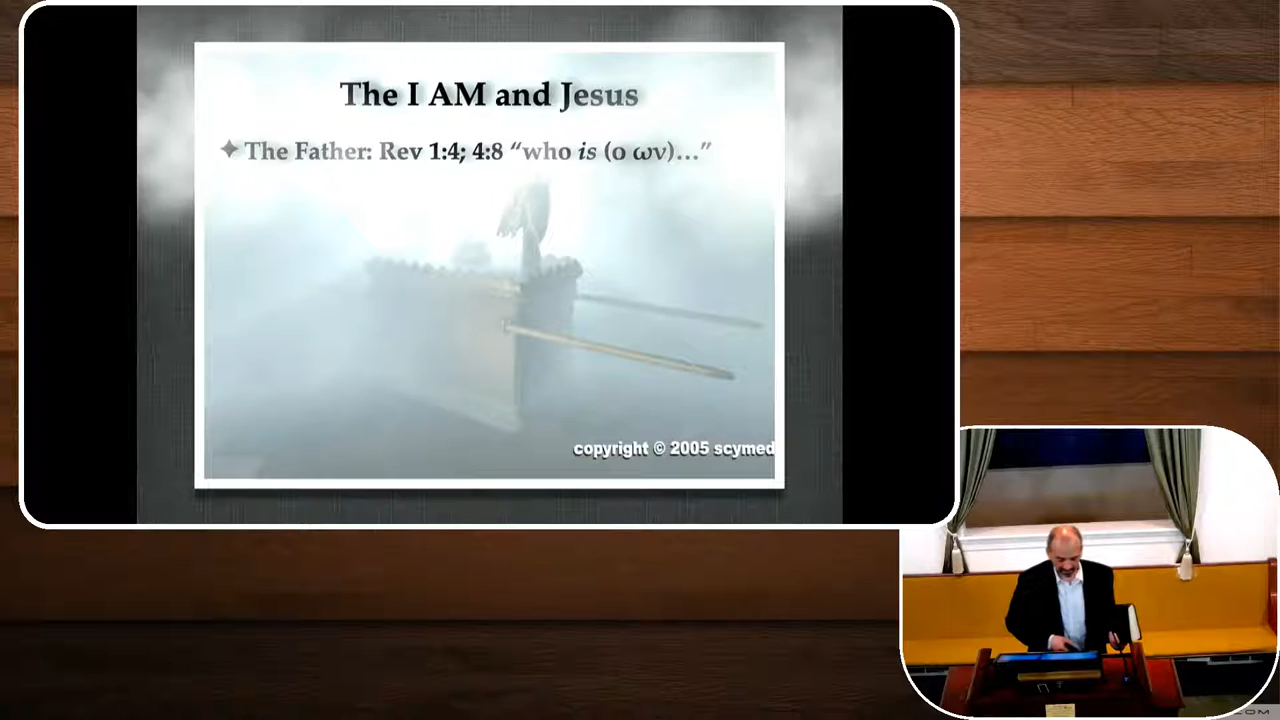 The I AM and Jesus
✦ The Father: Rev 1:4; 4:8 “who is (ο ων)…”
copyright © 2005 scymed